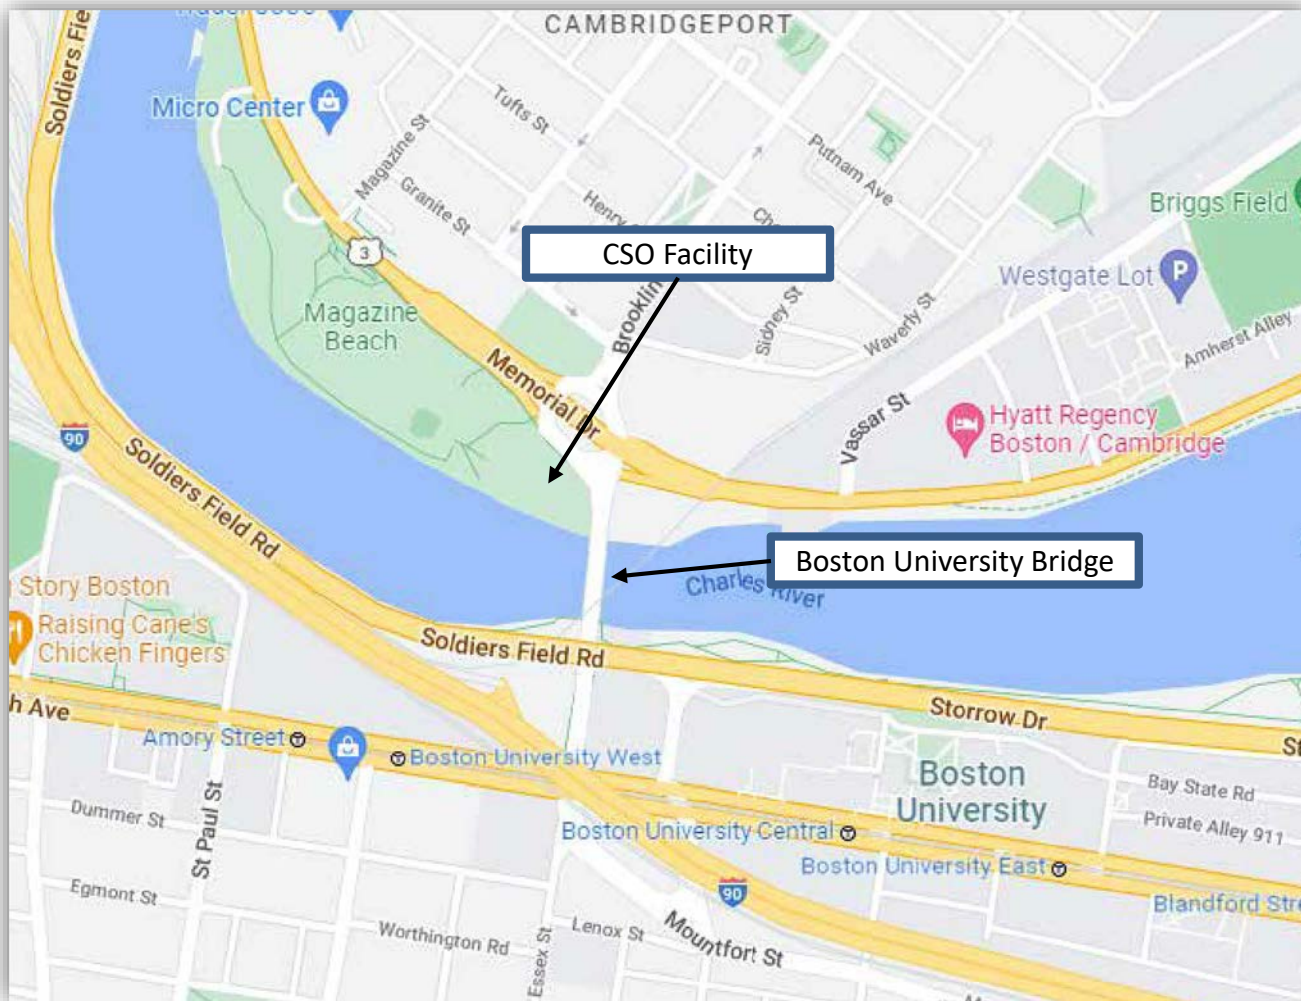 CAMBRIDGEPORT
Soldiers Fie
Micro Center
Tufts St
Magazine St
Putnam Ave
Granite St
Henry
Briggs Field
3
CSO Facility
Westgate Lot
P
Magazine
Beach
Sidney St
Waverly St
Amherst Alley
Memorial Dr
Vassar St
Hyatt Regency
Boston / Cambridge
90
Soldiers Field Rd
Boston University Bridge
Charles River
Story Boston
Raising Cane's
Chicken Fingers
Soldiers Field Rd
h Ave
Storrow Dr
St
Amory Street
Boston University West
Boston
University
Bay State Rd
Dummer St
St Paul St
Private Alley 911
Boston University Central
Boston University East
Egmont St
90
Blandford Stre
Worthington Rd
Essex St
Lenox St
Mountfort St